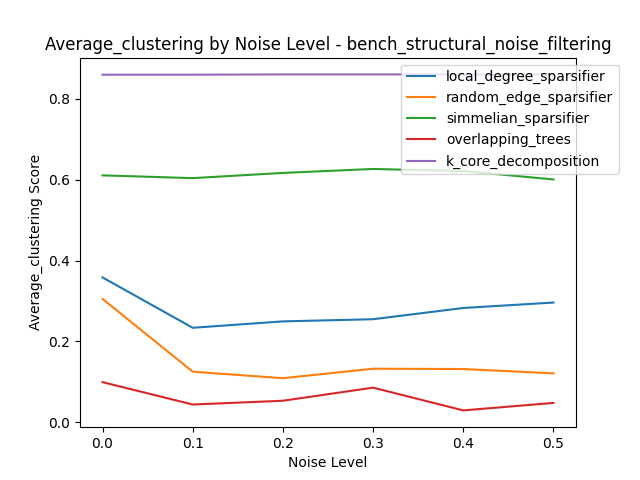 Average_clustering by Noise Level - bench_structural_noise_filtering
local_degree_sparsifier
random_edge_sparsifier
simmelian_sparsifier
overlapping_trees
k_core_decomposition
Average_clustering Score
0.8
0.6
0.4
0.2
0.0
0.0 0.1 0.2 0.3 0.4 0.5
Noise Level